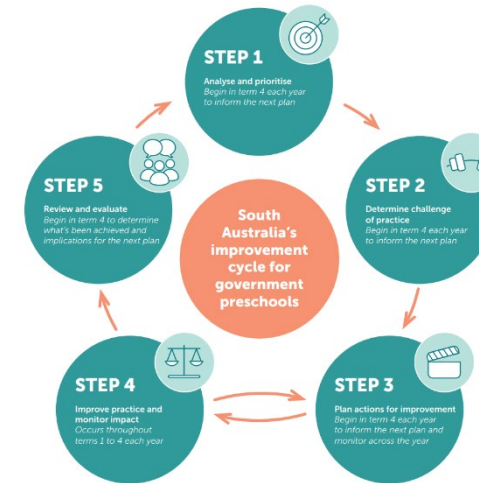 STEP 1
Analyse and prioritise
Begin in term 4 each year
to inform the next plan
STEP 2
Determine challenge
of practice
Begin in term 4 each year
to inform the next plan
STEP 3
Plan actions for improvement
Begin in term 4 each year
to inform the next plan and
monitor across the year
STEP 4
Improve practice and
monitor impact
Occurs throughout
terms 1 to 4 each year
STEP 5
Review and evaluate
Begin in term 4 to determine
what's been achieved and
implications for the next plan
South
Australia's
improvement
cycle for
government
preschools